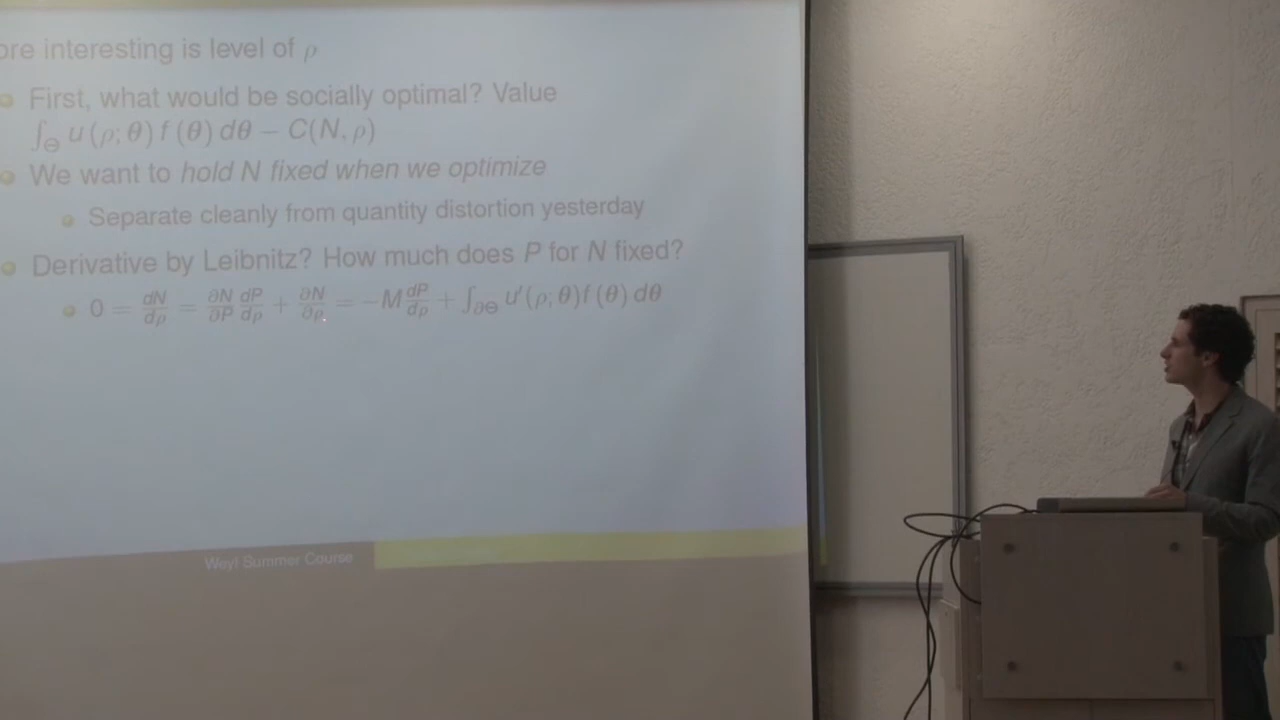 ore interesting is level of ρ
First, what would be socially optimal? Value
∫_Θ u (ρ; θ) f (θ) dθ − C(N, ρ)
We want to hold N fixed when we optimize
Separate cleanly from quantity distortion yesterday
Derivative by Leibnitz? How much does P for N fixed?
0 = dN/dρ = ∂N/∂P dP/dρ + ∂N/∂ρ = −M dP/dρ + ∫_∂Θ u′ (ρ; θ) f (θ) dθ
Weyl Summer Course